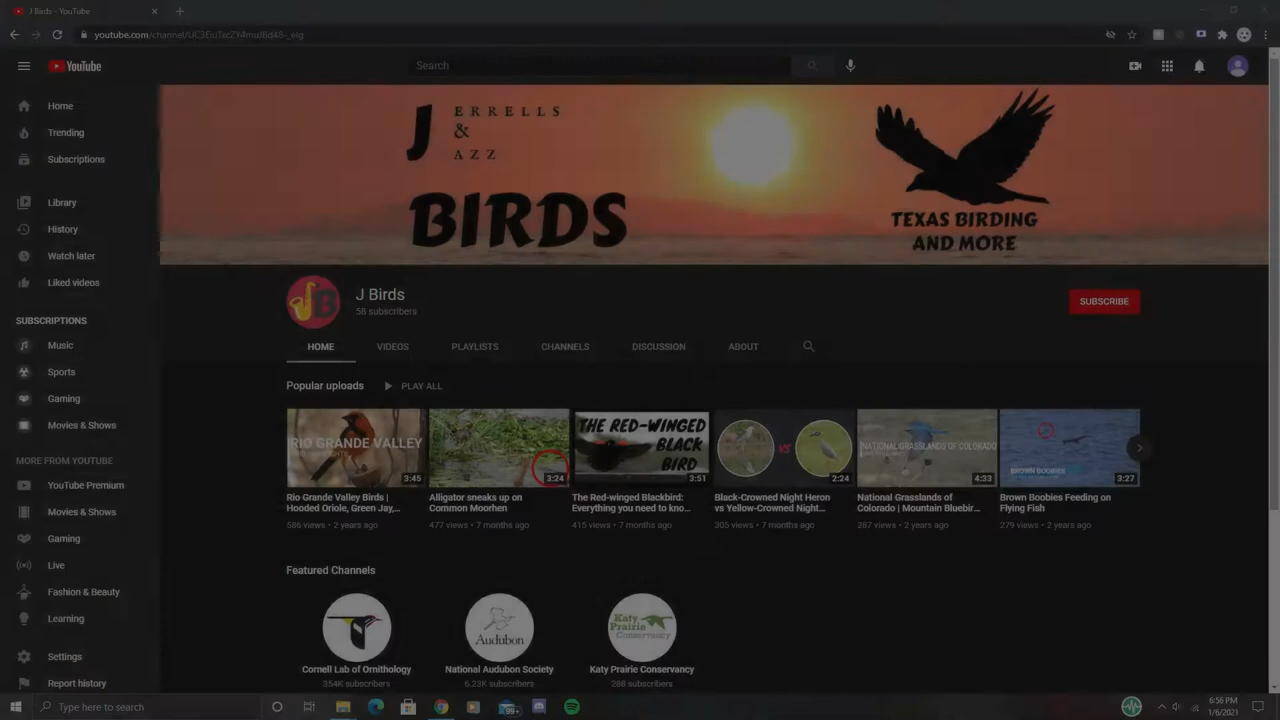 J Birds - YouTube
YouTube
Search
Home
Trending
Subscriptions
Library
History
Watch later
Liked videos
SUBSCRIPTIONS
Music
Sports
Gaming
Movies & Shows
MORE FROM YOUTUBE
YouTube Premium
Movies & Shows
Gaming
Live
Fashion & Beauty
Learning
Settings
Report history
J ERRELLS
&
AZZ
BIRDS
TEXAS BIRDING
AND MORE
J Birds
58 subscribers
SUBSCRIBE
HOME VIDEOS PLAYLISTS CHANNELS DISCUSSION ABOUT
Popular uploads PLAY ALL
RIO GRANDE VALLEY
3:45
Rio Grande Valley Birds |
Hooded Oriole, Green Jay,...
586 views • 2 years ago
3:24
Alligator sneaks up on
Common Moorhen
477 views • 7 months ago
THE RED-WINGED
BLACK
BIRD
3:51
The Red-winged Blackbird:
Everything you need to kno...
415 views • 7 months ago
VS
2:24
Black-Crowned Night Heron
vs Yellow-Crowned Night...
305 views • 7 months ago
NATIONAL GRASSLANDS OF COLORADO
4:33
National Grasslands of
Colorado | Mountain Bluebir...
287 views • 2 years ago
BROWN BOOBIES
3:27
Brown Boobies Feeding on
Flying Fish
279 views • 2 years ago
Featured Channels
Cornell Lab of Ornithology
354K subscribers
Audubon
National Audubon Society
6.23K subscribers
Katy
Prairie
Conservancy
Katy Prairie Conservancy
288 subscribers
Type here to search
99+
6:56 PM
1/6/2021